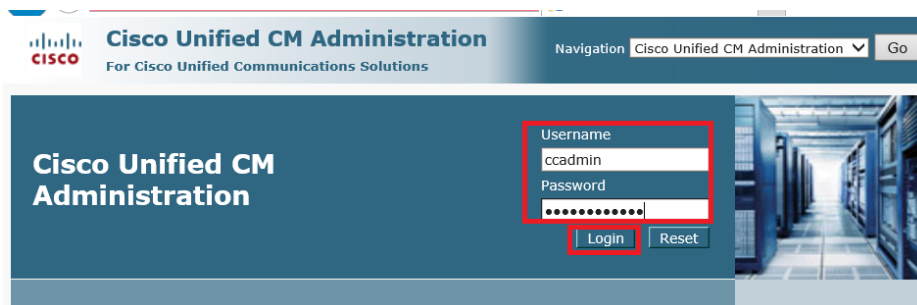 cisco
Cisco Unified CM Administration
For Cisco Unified Communications Solutions
Navigation Cisco Unified CM Administration Go
Cisco Unified CM
Administration
Username
ccadmin
Password
••••••••••••
Login Reset